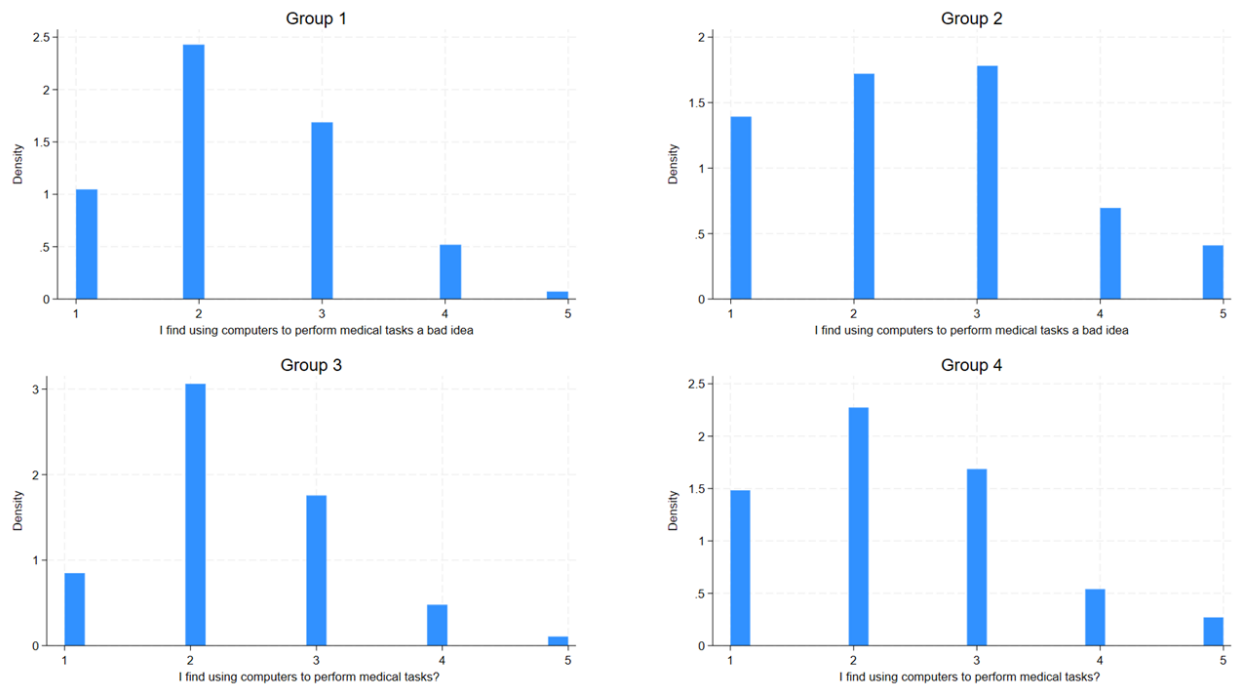 Group 1
2.5
2
1.5
1
.5
0
Density
1 2 3 4 5
I find using computers to perform medical tasks a bad idea
Group 2
2
1.5
1
.5
0
Density
1 2 3 4 5
I find using computers to perform medical tasks a bad idea
Group 3
3
2
1
0
Density
1 2 3 4 5
I find using computers to perform medical tasks?
Group 4
2.5
2
1.5
1
.5
0
Density
1 2 3 4 5
I find using computers to perform medical tasks?